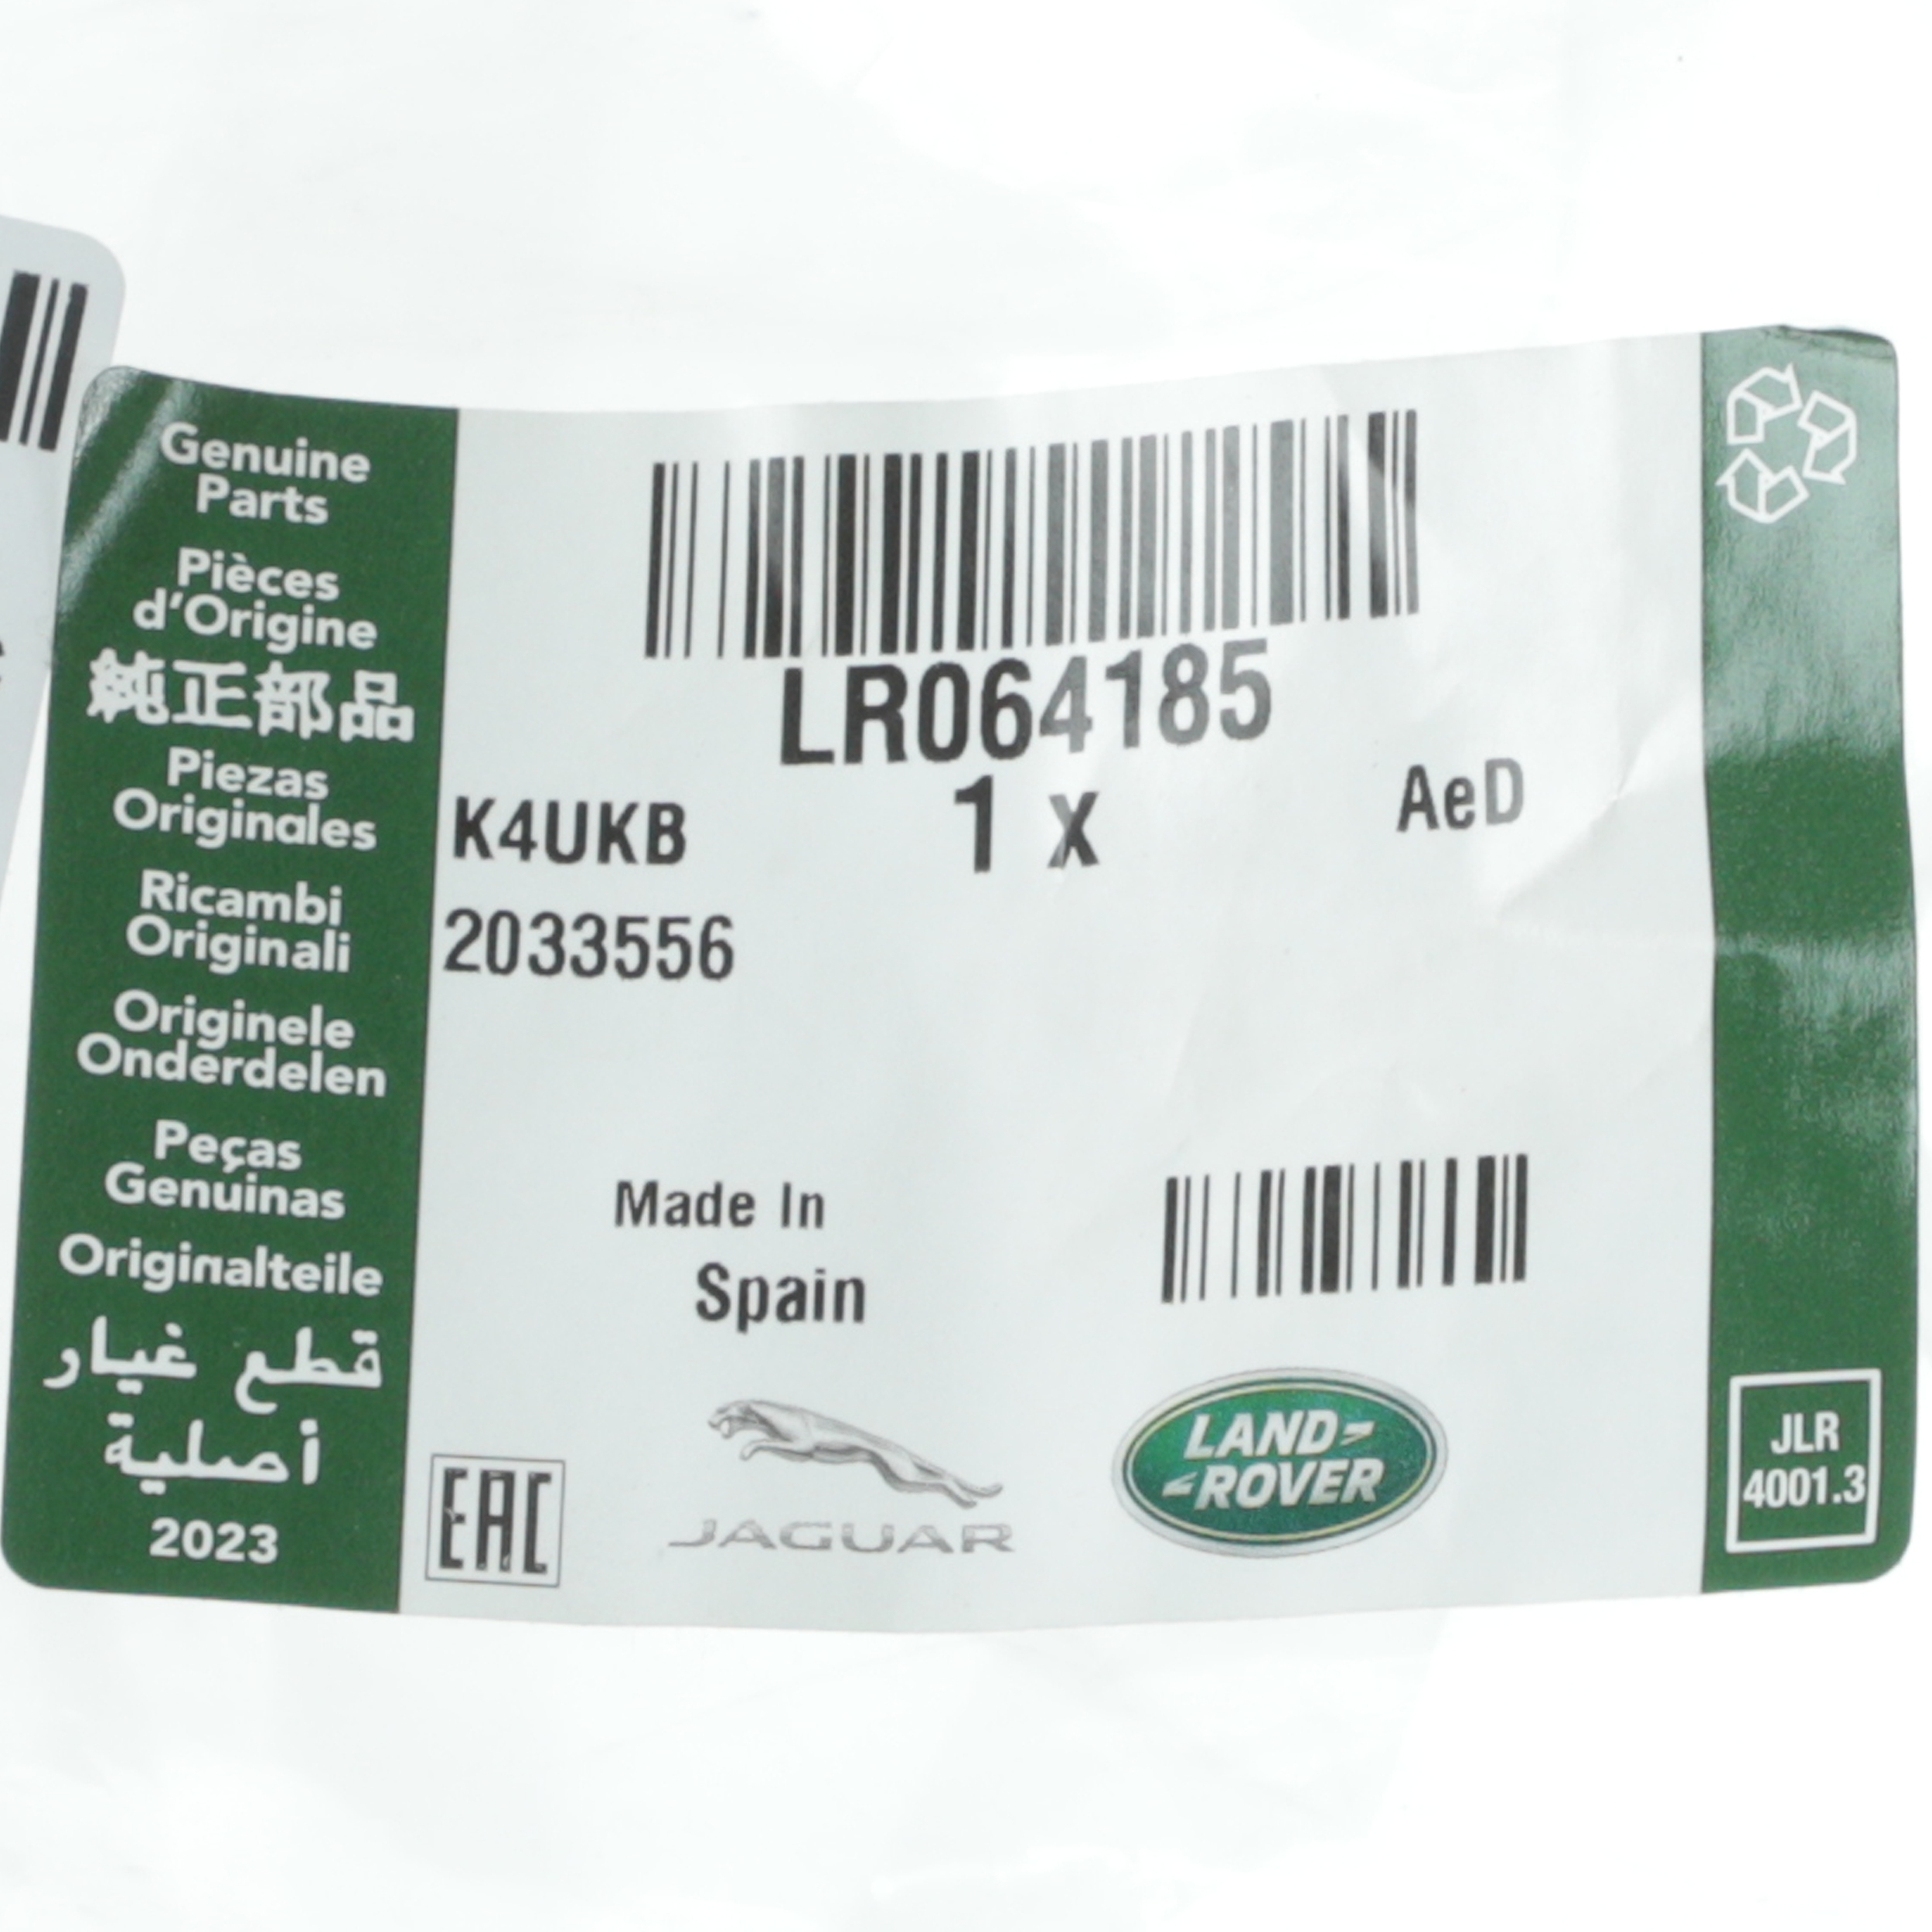 Genuine
Parts
Pièces
d'Origine
純正部品
Piezas
Originales
Ricambi
Originali
Originele
Onderdelen
Peças
Genuinas
Originalteile
قطع غيار
أصلية
2023
LR064185
K4UKB 1 x AeD
2033556
Made In
Spain
EAC
JAGUAR
LAND-
-ROVER
JLR
4001.3